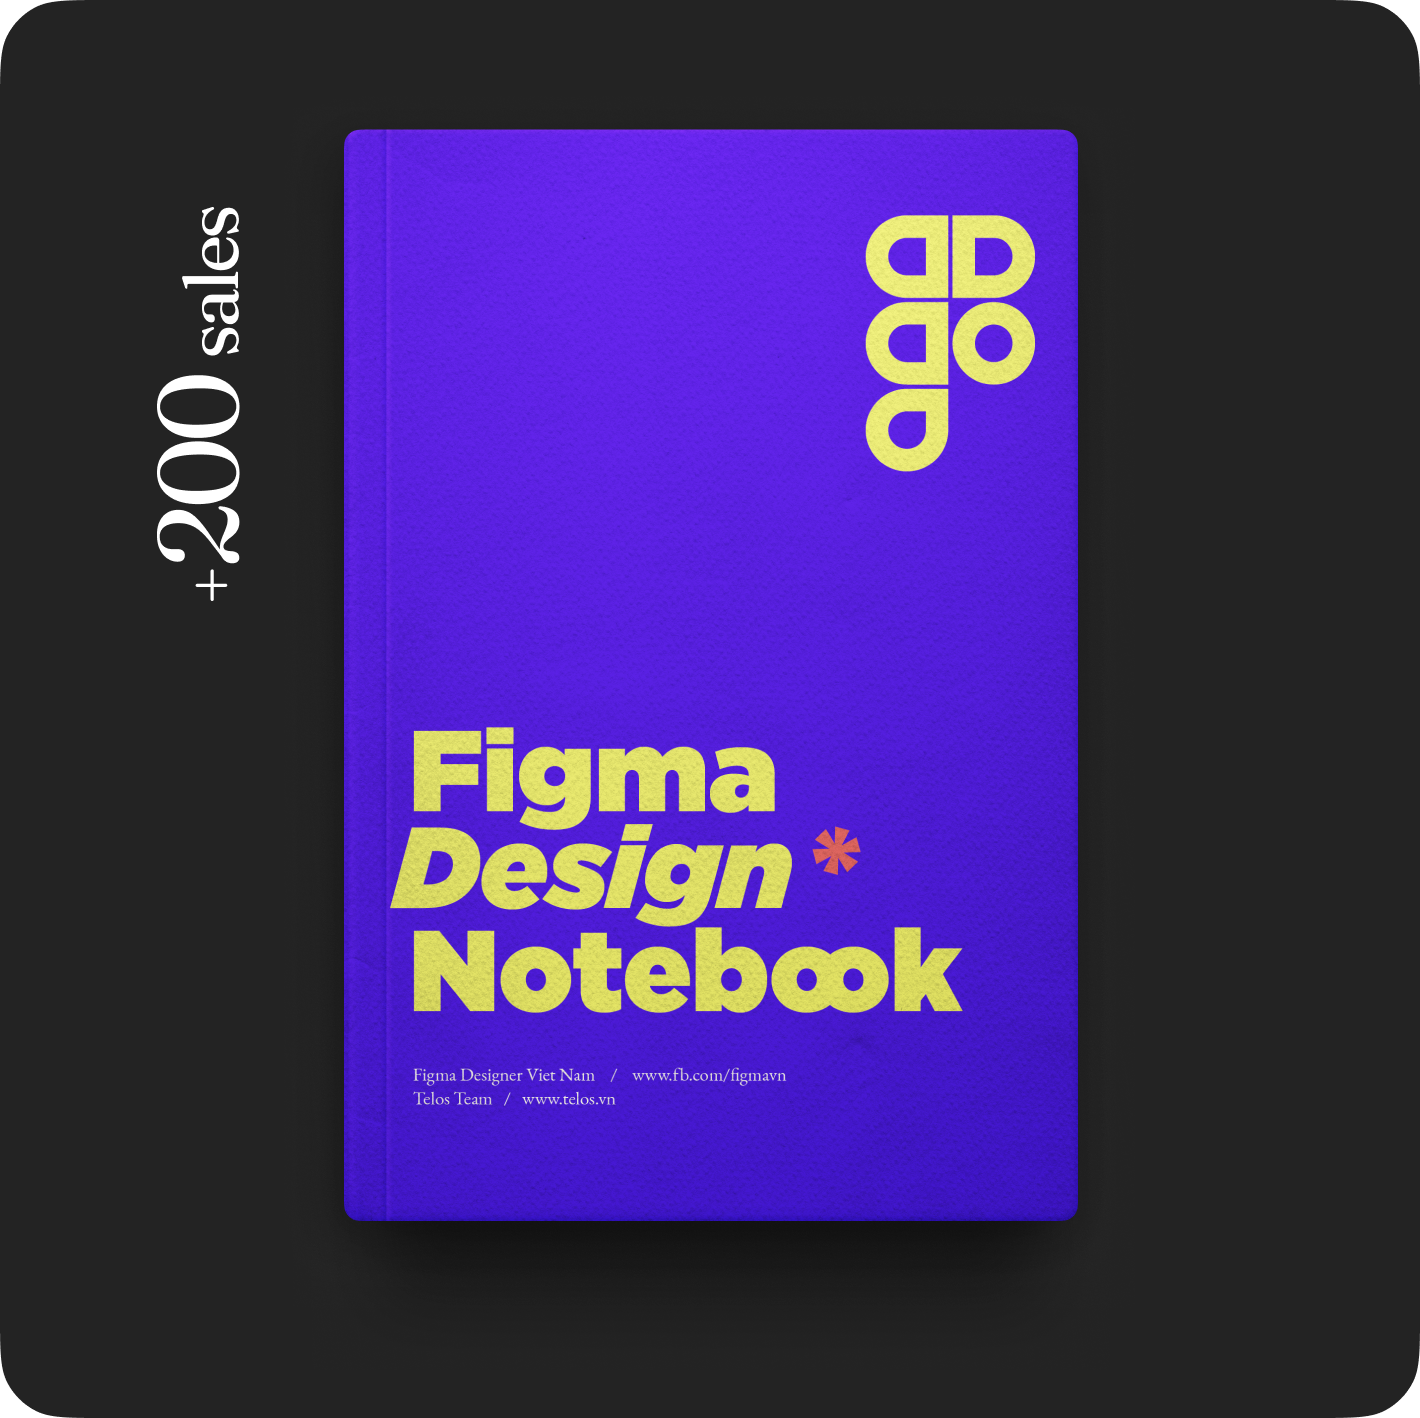 +200 sales
Figma
Design *
Notebook
Figma Designer Viet Nam / www.fb.com/figmavn
Telos Team / www.telos.vn